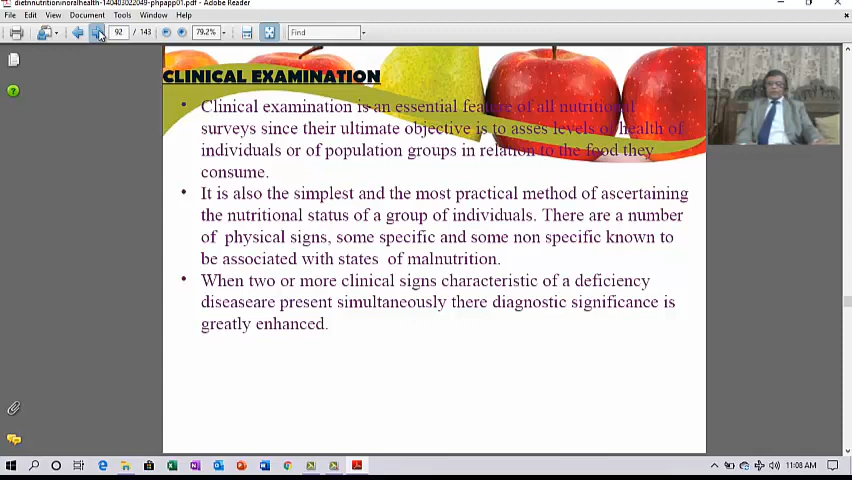 dietnnutritioninoralhealth-140403022049-phpapp01.pdf - Adobe Reader
File Edit View Document Tools Window Help
92 / 143 79.2% Find
CLINICAL EXAMINATION
• Clinical examination is an essential feature of all nutritional
surveys since their ultimate objective is to asses levels of health of
individuals or of population groups in relation to the food they
consume.
• It is also the simplest and the most practical method of ascertaining
the nutritional status of a group of individuals. There are a number
of physical signs, some specific and some non specific known to
be associated with states of malnutrition.
• When two or more clinical signs characteristic of a deficiency
diseaseare present simultaneously there diagnostic significance is
greatly enhanced.
11:08 AM